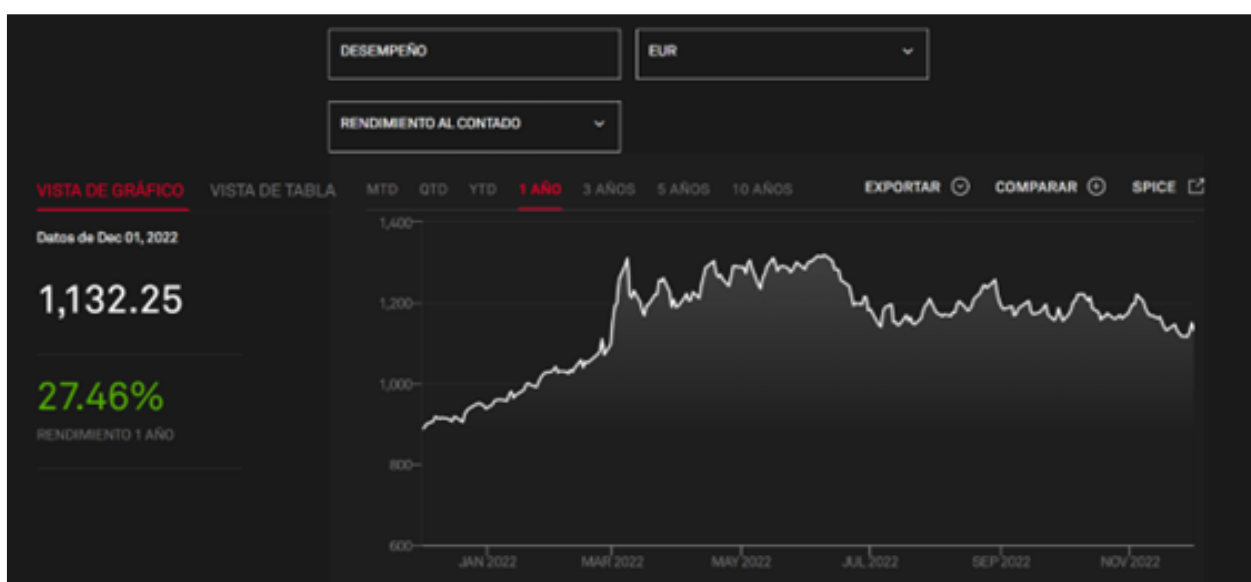 DESEMPEÑO
EUR
RENDIMIENTO AL CONTADO
VISTA DE GRÁFICO VISTA DE TABLA MTD QTD YTD 1 AÑO 3 AÑOS 5 AÑOS 10 AÑOS EXPORTAR COMPARAR SPICE
Datos de Dec 01, 2022
1,132.25
27.46%
RENDIMIENTO 1 AÑO
1,400
1,200
1,000
800
600
JAN 2022 MAR 2022 MAY 2022 JUL 2022 SEP 2022 NOV 2022